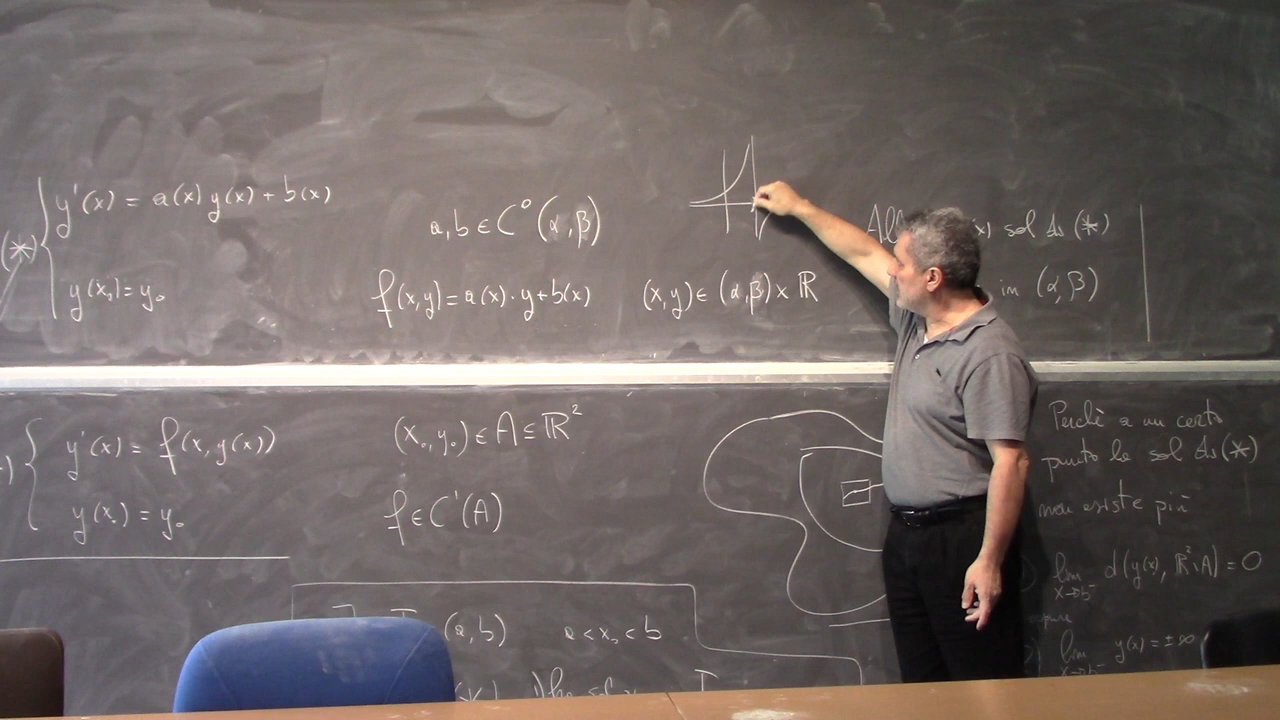 (*) { y'(x) = a(x) y(x) + b(x)
y(x₀) = y₀
a, b ∈ C⁰ (α, β)
f(x,y) = a(x)·y + b(x) (x,y) ∈ (α,β) × ℝ
sol di (*)
in (α, β)
{ y'(x) = f(x, y(x))
y(x₀) = y₀
(x₀, y₀) ∈ A ⊆ ℝ²
f ∈ C¹(A)
(a, b) a < x₀ < b
Perchè a un certo
punto la sol di (*)
non esiste più
lim d(y(x), ℝ²\A) = 0
x→b⁻
lim y(x) = ±∞
x→b⁻